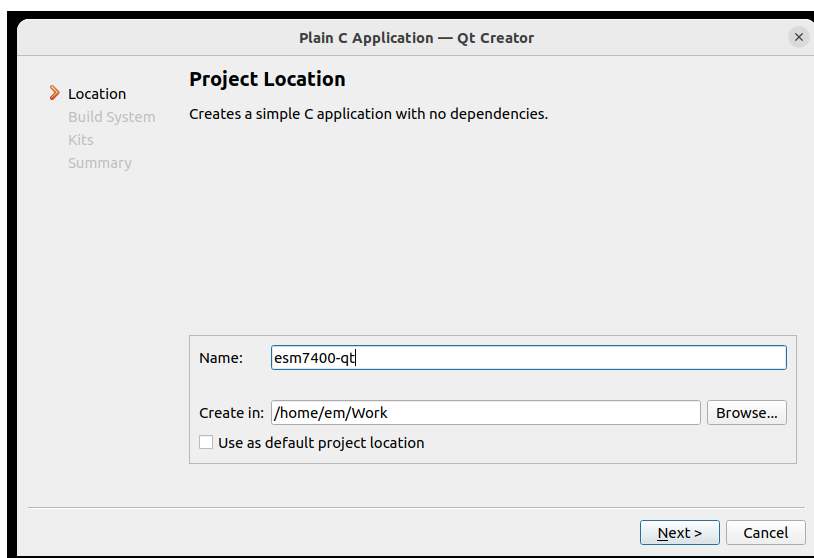 Plain C Application — Qt Creator
Location
Build System
Kits
Summary
Project Location
Creates a simple C application with no dependencies.
Name: esm7400-qt
Create in: /home/em/Work Browse...
Use as default project location
Next > Cancel